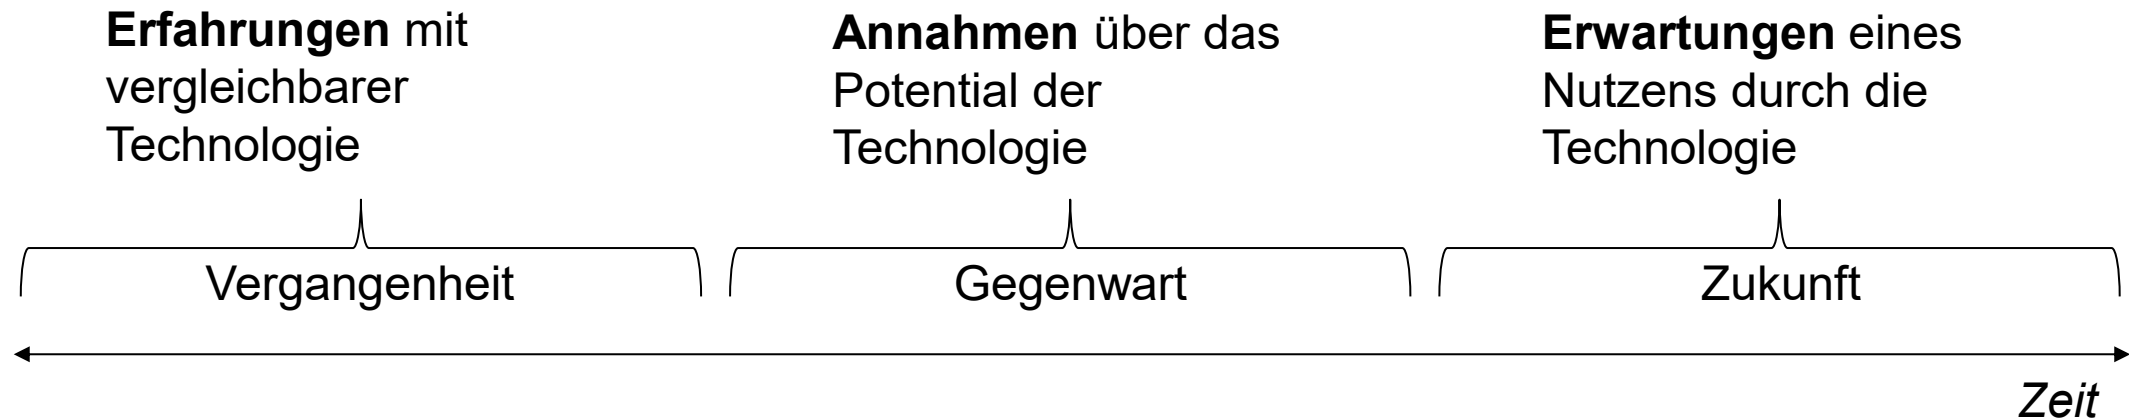 Erfahrungen mit
vergleichbarer
Technologie
Annahmen über das
Potential der
Technologie
Erwartungen eines
Nutzens durch die
Technologie
Vergangenheit
Gegenwart
Zukunft
Zeit